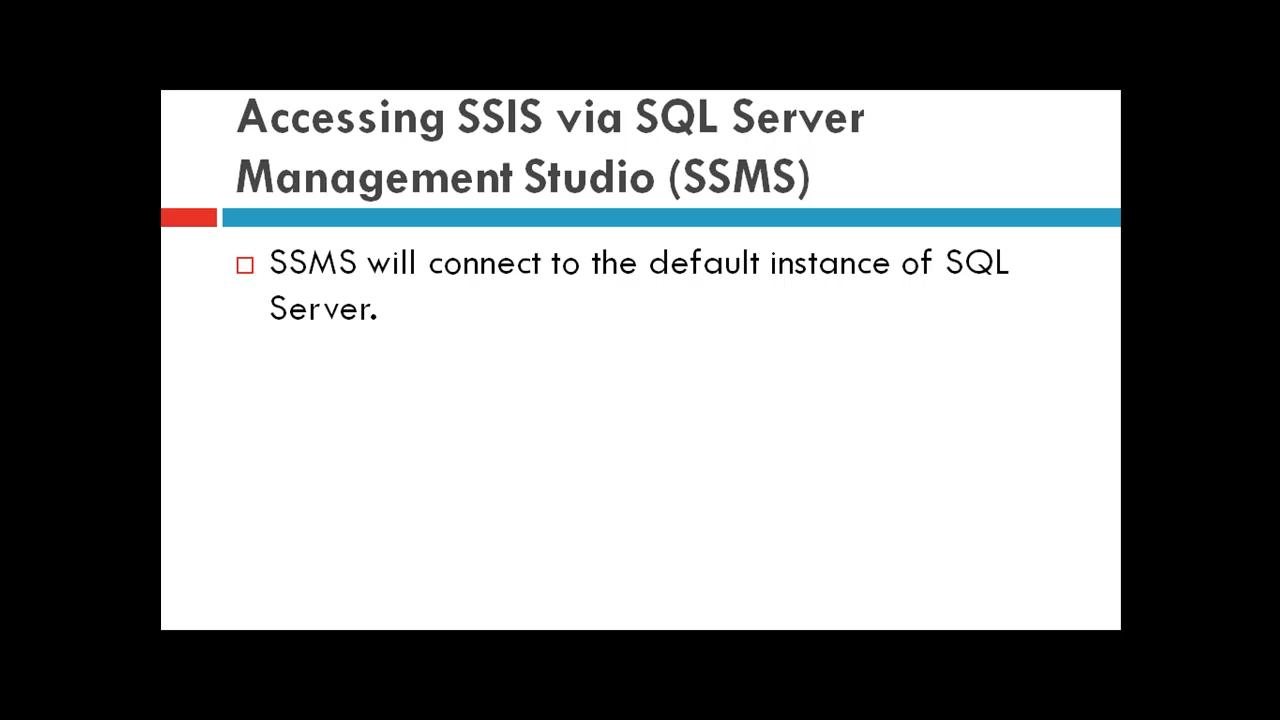 Accessing SSIS via SQL Server
Management Studio (SSMS)
SSMS will connect to the default instance of SQL
Server.